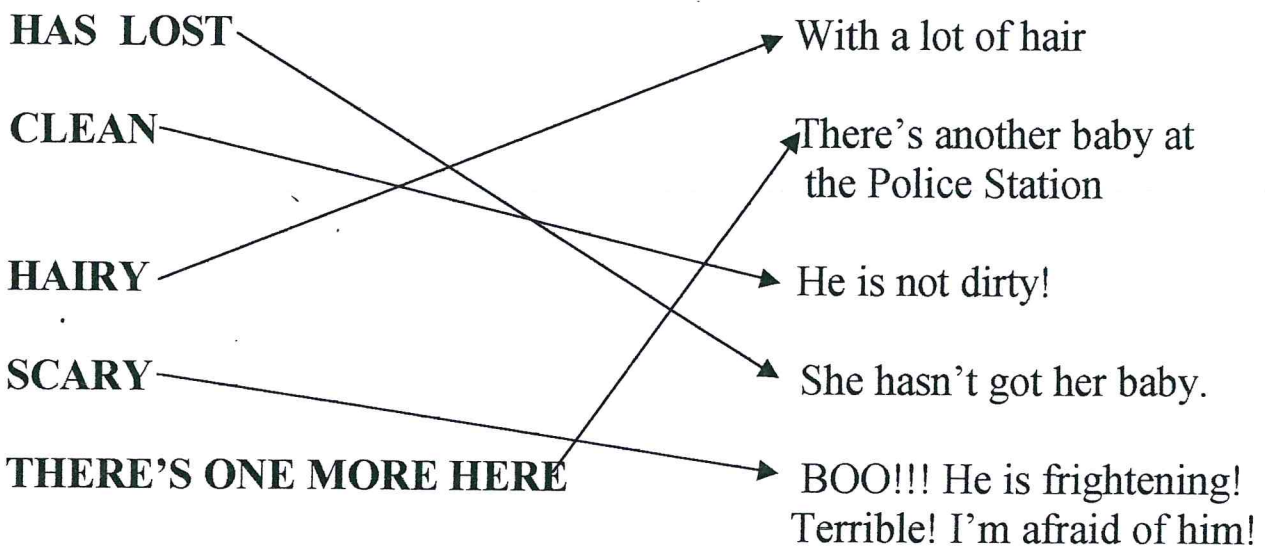 HAS LOST
With a lot of hair
CLEAN
There's another baby at
the Police Station
HAIRY
He is not dirty!
SCARY
She hasn't got her baby.
THERE'S ONE MORE HERE
BOO!!! He is frightening!
Terrible! I'm afraid of him!